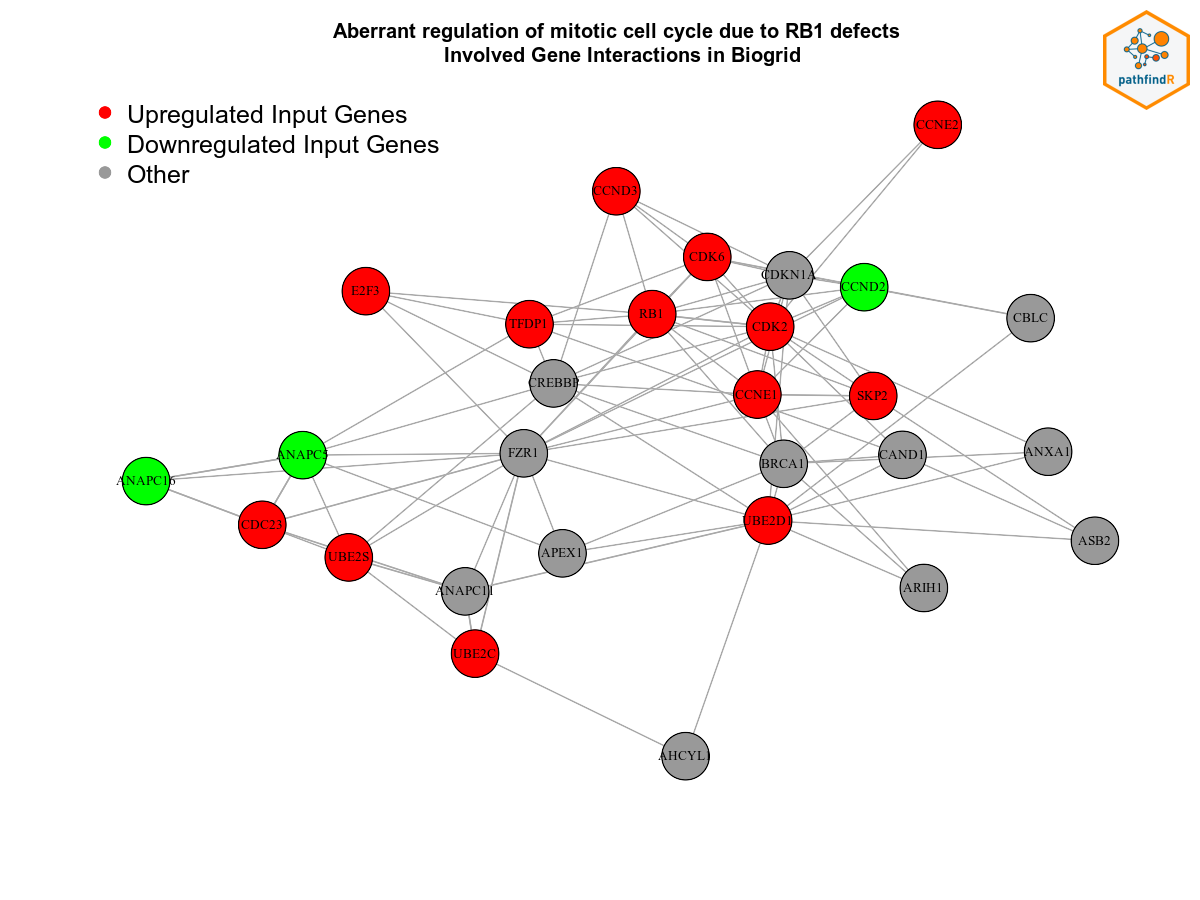 Aberrant regulation of mitotic cell cycle due to RB1 defects
Involved Gene Interactions in Biogrid
pathfindR
Upregulated Input Genes
Downregulated Input Genes
Other
CCNE2
CCND3
CDK6
CDKN1A
CCND2
E2F3
TFDP1
RB1
CDK2
CBLC
CREBBP
CCNE1
SKP2
ANAPC5
FZR1
BRCA1
CAND1
ANXA1
ANAPC16
CDC23
UBE2D1
UBE2S
APEX1
ASB2
ANAPC11
ARIH1
UBE2C
AHCYL1